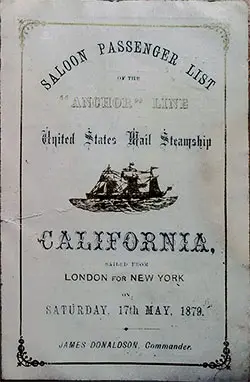 SALOON PASSENGER LIST
OF THE
"ANCHOR" LINE
United States Mail Steamship
CALIFORNIA,
SAILED FROM
LONDON FOR NEW YORK
ON
SATURDAY, 17th MAY, 1879.
JAMES DONALDSON, Commander.